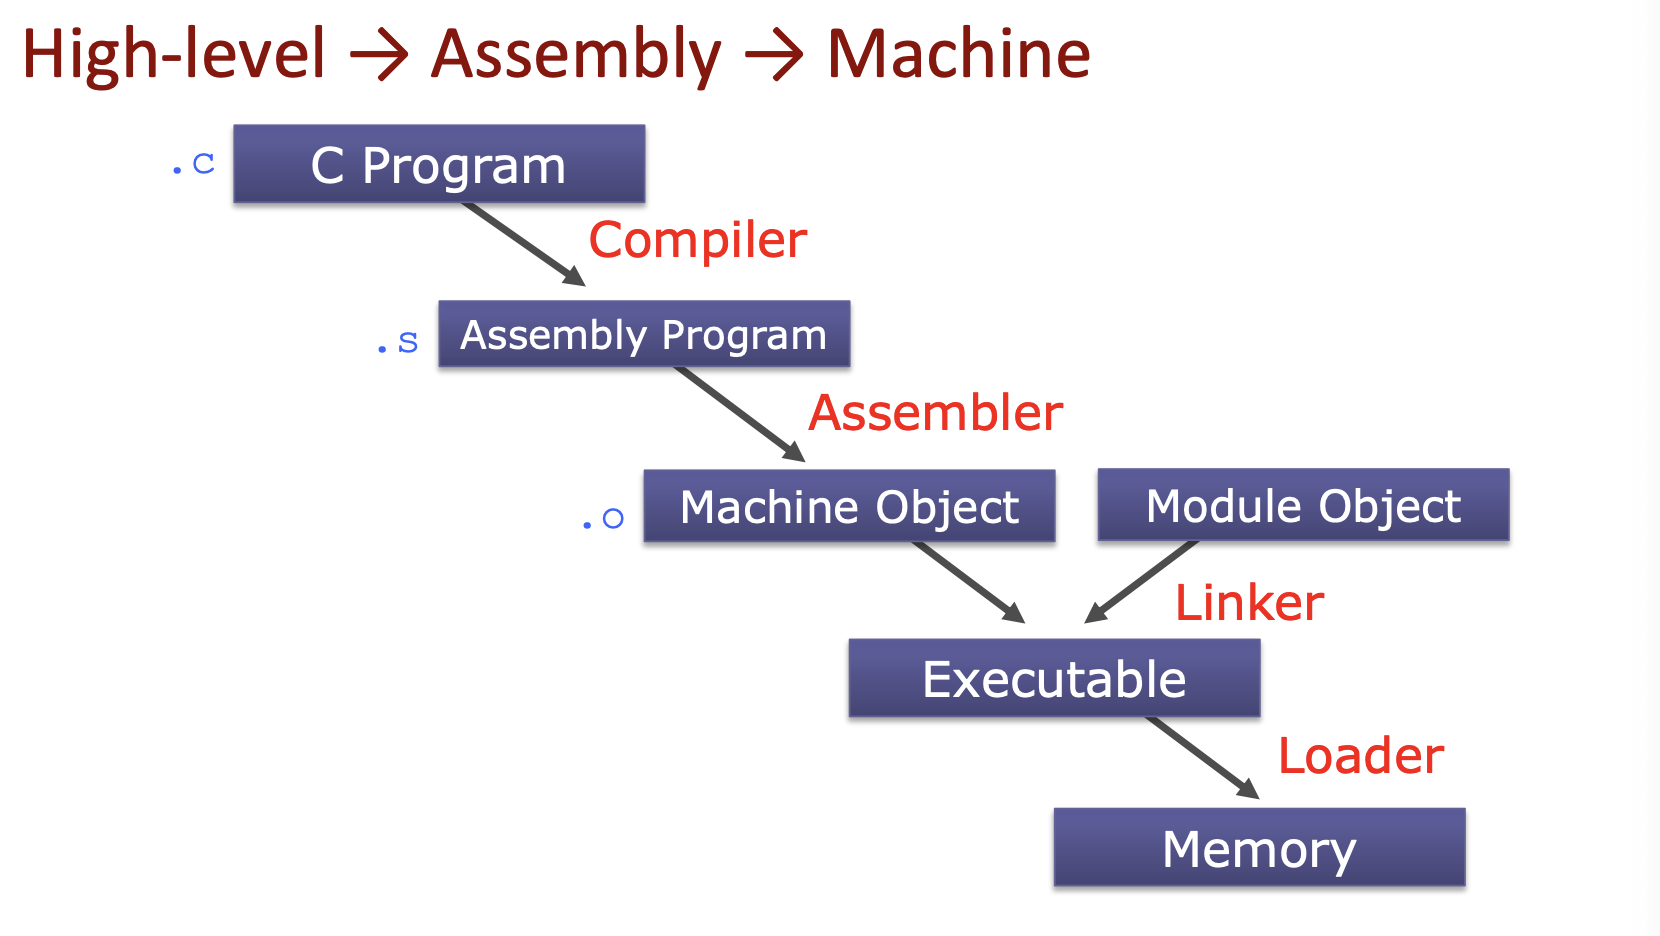 High-level → Assembly → Machine
.c
C Program
Compiler
.s
Assembly Program
Assembler
.o
Machine Object
Module Object
Linker
Executable
Loader
Memory